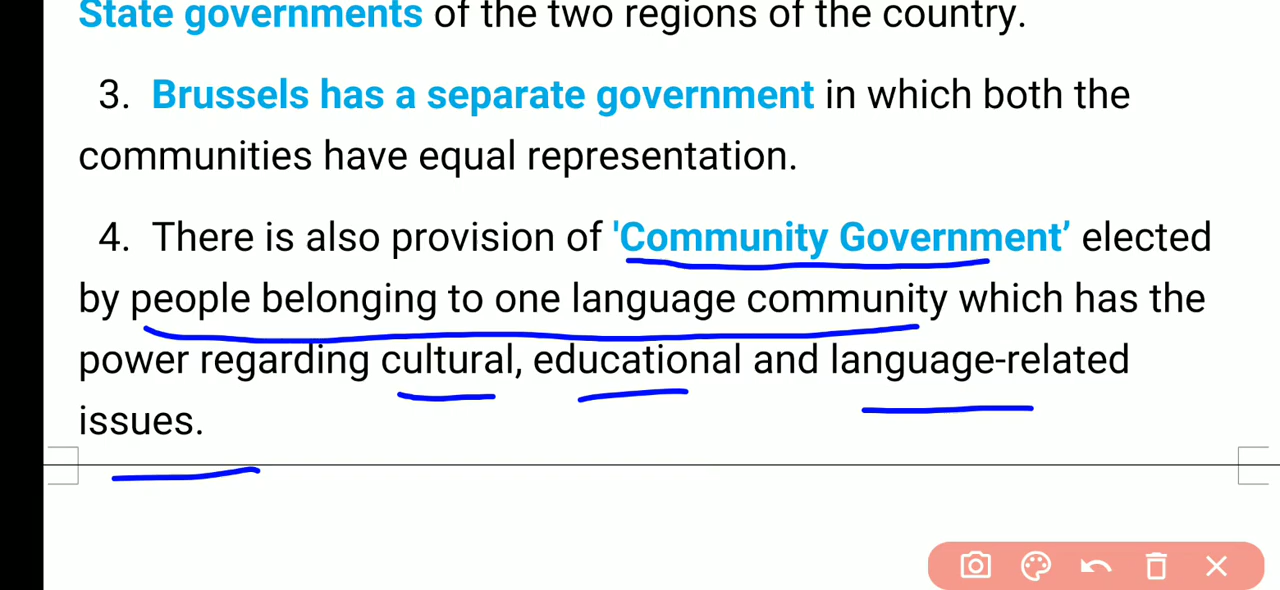 State governments of the two regions of the country.
3. Brussels has a separate government in which both the
communities have equal representation.
4. There is also provision of 'Community Government’ elected
by people belonging to one language community which has the
power regarding cultural, educational and language-related
issues.